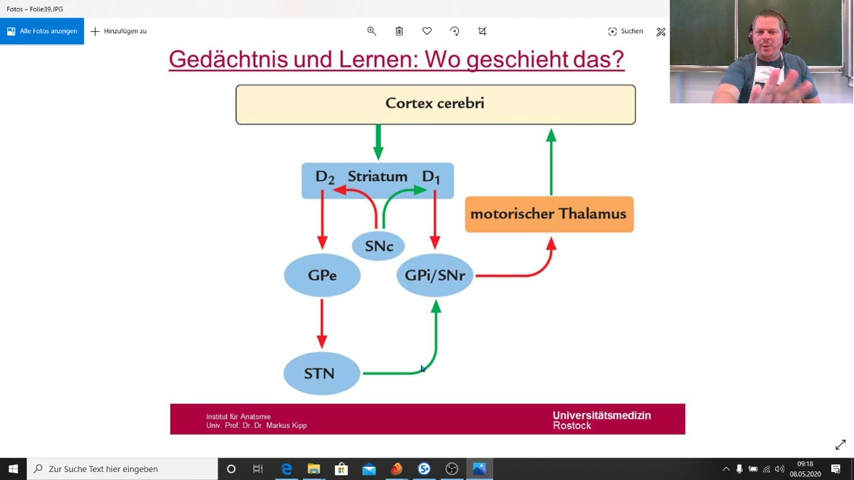 Fotos – Folie39.JPG
Alle Fotos anzeigen
Hinzufügen zu
Suchen
Gedächtnis und Lernen: Wo geschieht das?
Cortex cerebri
D2 Striatum D1
motorischer Thalamus
SNc
GPe
GPi/SNr
STN
Institut für Anatomie
Univ. Prof. Dr. Dr. Markus Kipp
Universitätsmedizin
Rostock
Zur Suche Text hier eingeben
09:18
08.05.2020